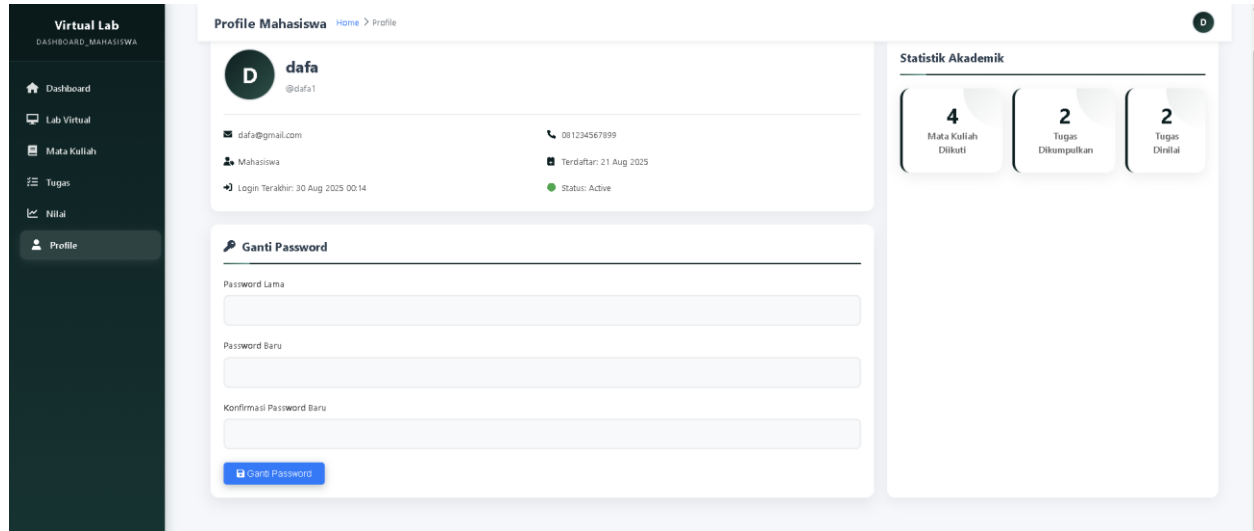 Virtual Lab
DASHBOARD_MAHASISWA
Dashboard
Lab Virtual
Mata Kuliah
Tugas
Nilai
Profile
Profile Mahasiswa Home > Profile
D
D
dafa
@dafa1
dafa@gmail.com
081234567899
Mahasiswa
Terdaftar: 21 Aug 2025
Login Terakhir: 30 Aug 2025 00:14
Status: Active
Ganti Password
Password Lama
Password Baru
Konfirmasi Password Baru
Ganti Password
Statistik Akademik
4
Mata Kuliah
Diikuti
2
Tugas
Dikumpulkan
2
Tugas
Dinilai